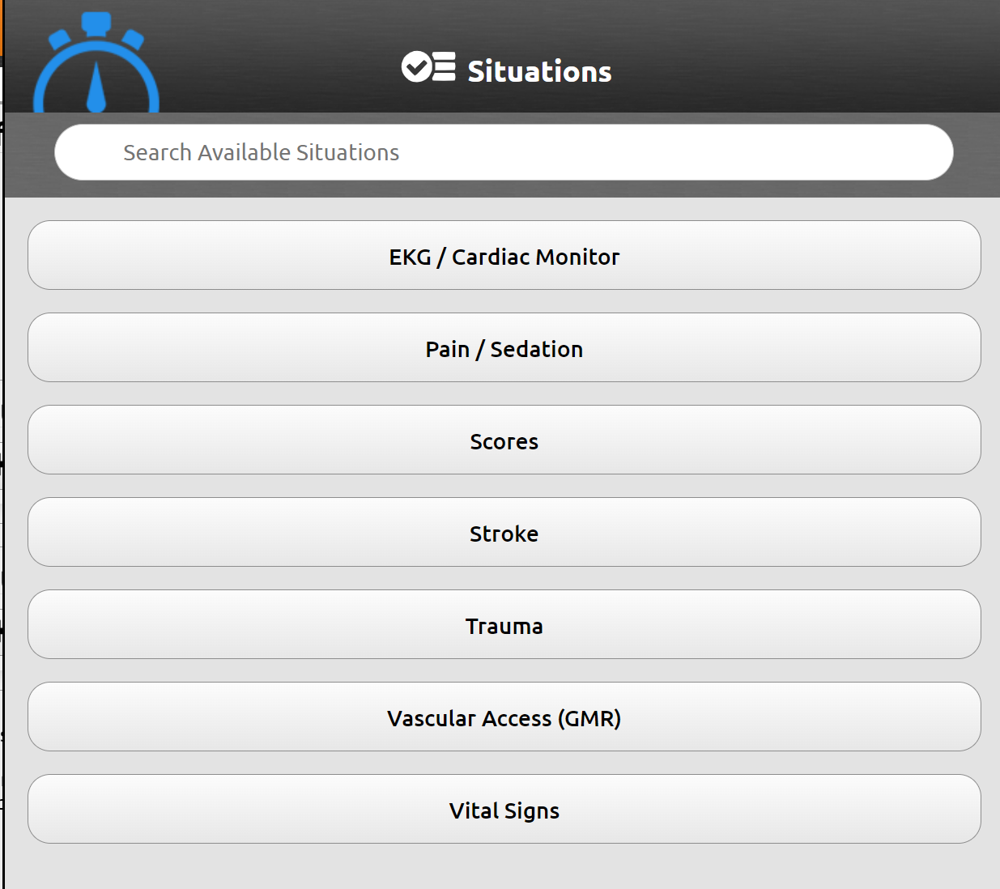 Situations
Search Available Situations
EKG / Cardiac Monitor
Pain / Sedation
Scores
Stroke
Trauma
Vascular Access (GMR)
Vital Signs